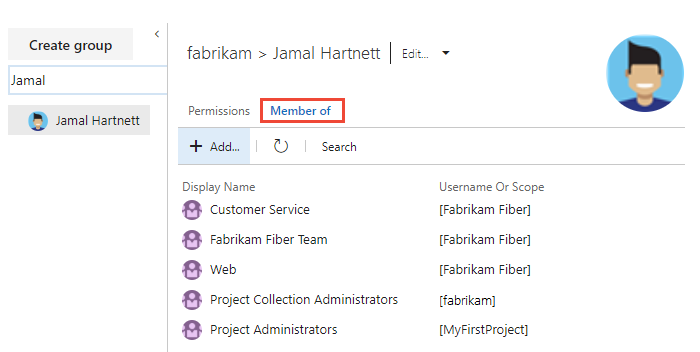 Create group
Jamal
Jamal Hartnett
fabrikam > Jamal Hartnett | Edit...
Permissions Member of
+ Add... Search
Display Name Username Or Scope
Customer Service [Fabrikam Fiber]
Fabrikam Fiber Team [Fabrikam Fiber]
Web [Fabrikam Fiber]
Project Collection Administrators [fabrikam]
Project Administrators [MyFirstProject]